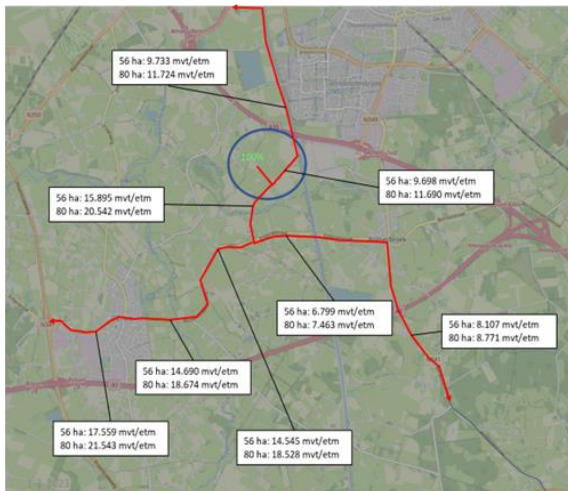 56 ha: 9.733 mvt/etm
80 ha: 11.724 mvt/etm
100%
56 ha: 15.895 mvt/etm
80 ha: 20.542 mvt/etm
56 ha: 9.698 mvt/etm
80 ha: 11.690 mvt/etm
56 ha: 6.799 mvt/etm
80 ha: 7.463 mvt/etm
56 ha: 8.107 mvt/etm
80 ha: 8.771 mvt/etm
56 ha: 14.690 mvt/etm
80 ha: 18.674 mvt/etm
56 ha: 17.559 mvt/etm
80 ha: 21.543 mvt/etm
56 ha: 14.545 mvt/etm
80 ha: 18.528 mvt/etm